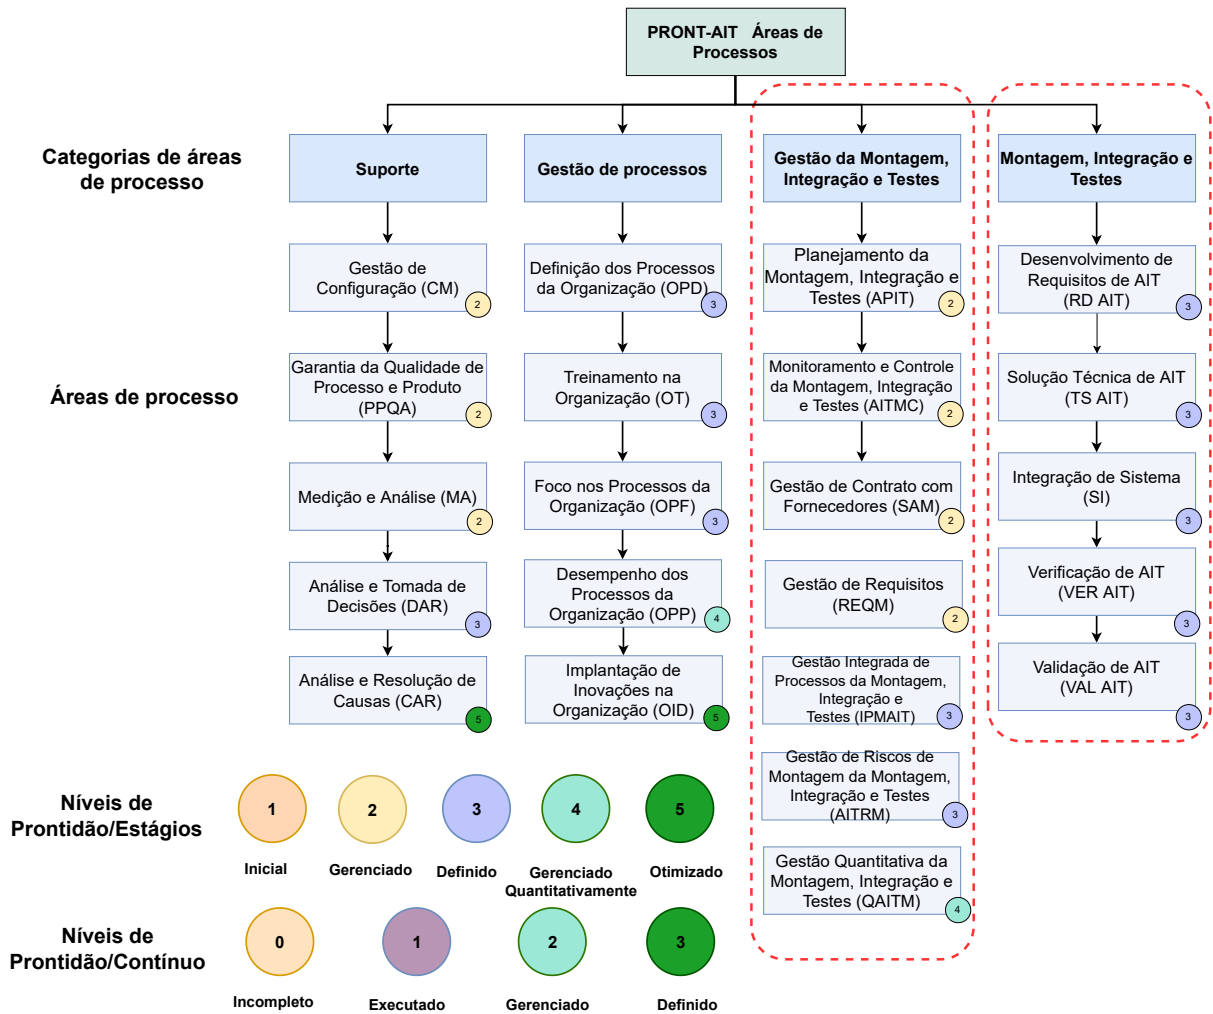 PRONT-AIT Áreas de
Processos
Categorias de áreas
de processo
Suporte
Gestão de processos
Gestão da Montagem,
Integração e Testes
Montagem, Integração e
Testes
Gestão de
Configuração (CM)
2
Definição dos Processos
da Organização (OPD)
3
Planejamento da
Montagem, Integração e
Testes (APIT)
2
Desenvolvimento de
Requisitos de AIT
(RD AIT)
3
Áreas de processo
Garantia da Qualidade de
Processo e Produto
(PPQA)
2
Treinamento na
Organização (OT)
3
Monitoramento e Controle
da Montagem, Integração
e Testes (AITMC)
2
Solução Técnica de AIT
(TS AIT)
3
Medição e Análise (MA)
2
Foco nos Processos da
Organização (OPF)
3
Gestão de Contrato com
Fornecedores (SAM)
2
Integração de Sistema
(SI)
3
Análise e Tomada de
Decisões (DAR)
3
Desempenho dos
Processos da
Organização (OPP)
4
Gestão de Requisitos
(REQM)
2
Verificação de AIT
(VER AIT)
3
Análise e Resolução de
Causas (CAR)
5
Implantação de
Inovações na
Organização (OID)
5
Gestão Integrada de
Processos da Montagem,
Integração e
Testes (IPMAIT)
3
Validação de AIT
(VAL AIT)
3
Gestão de Riscos de
Montagem da Montagem,
Integração e Testes
(AITRM)
3
Gestão Quantitativa da
Montagem, Integração e
Testes (QAITM)
4
Níveis de
Prontidão/Estágios
1
2
3
4
5
Inicial
Gerenciado
Definido
Gerenciado
Quantitativamente
Otimizado
Níveis de
Prontidão/Contínuo
0
1
2
3
Incompleto
Executado
Gerenciado
Definido